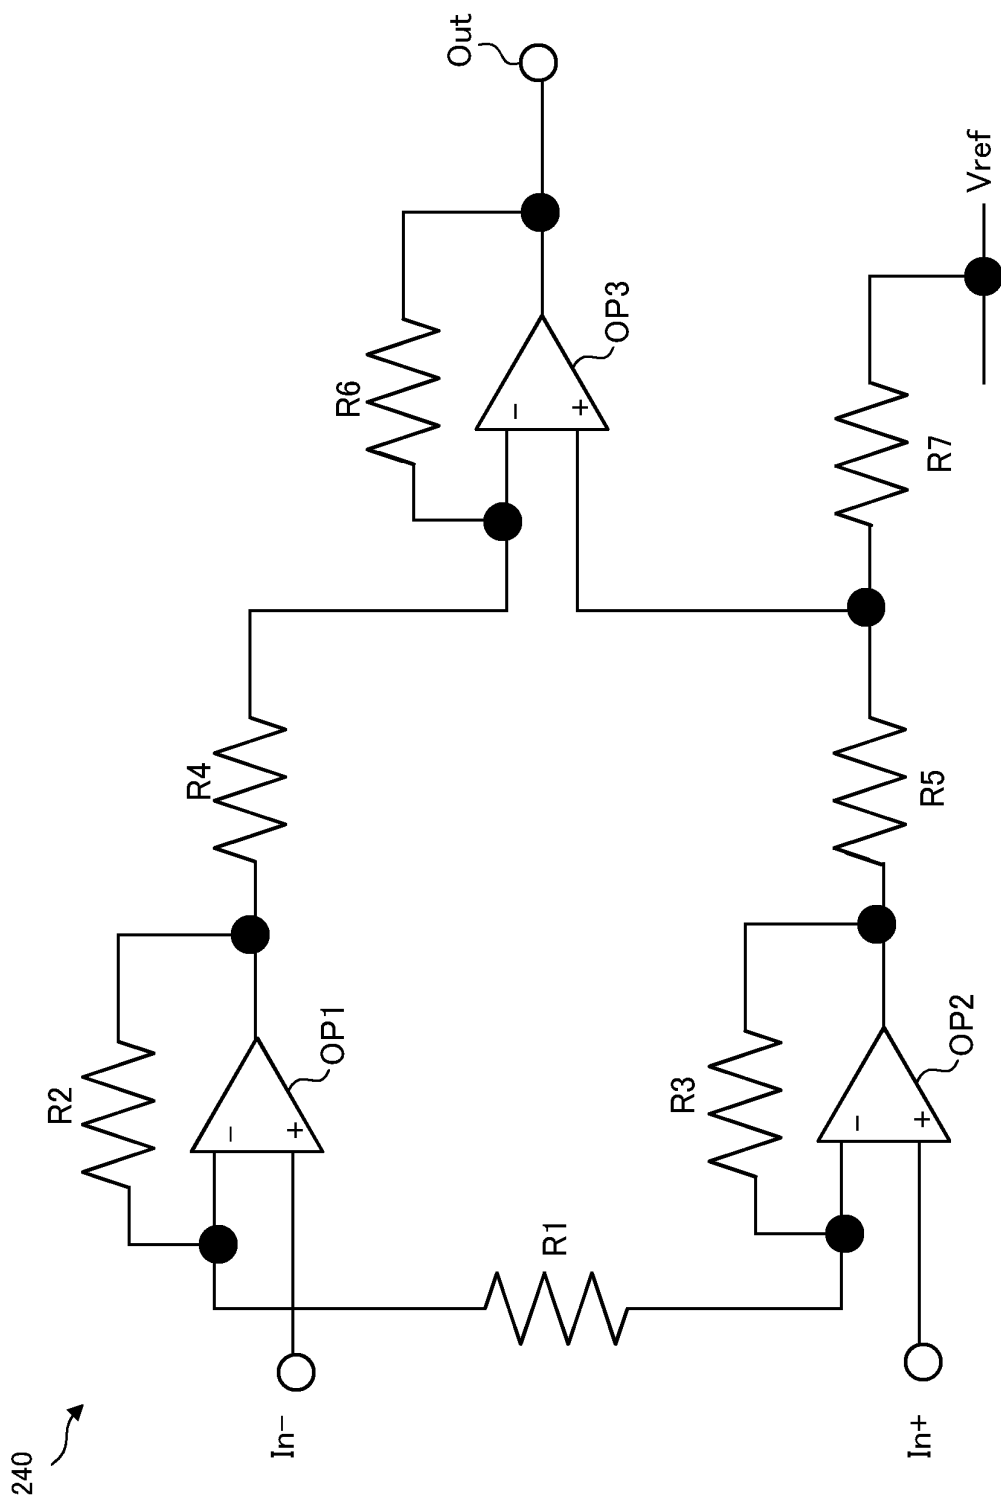 240
In−
In+
R1
R2
−
+
OP1
R3
−
+
OP2
R4
R5
R6
−
+
OP3
R7
Out
Vref